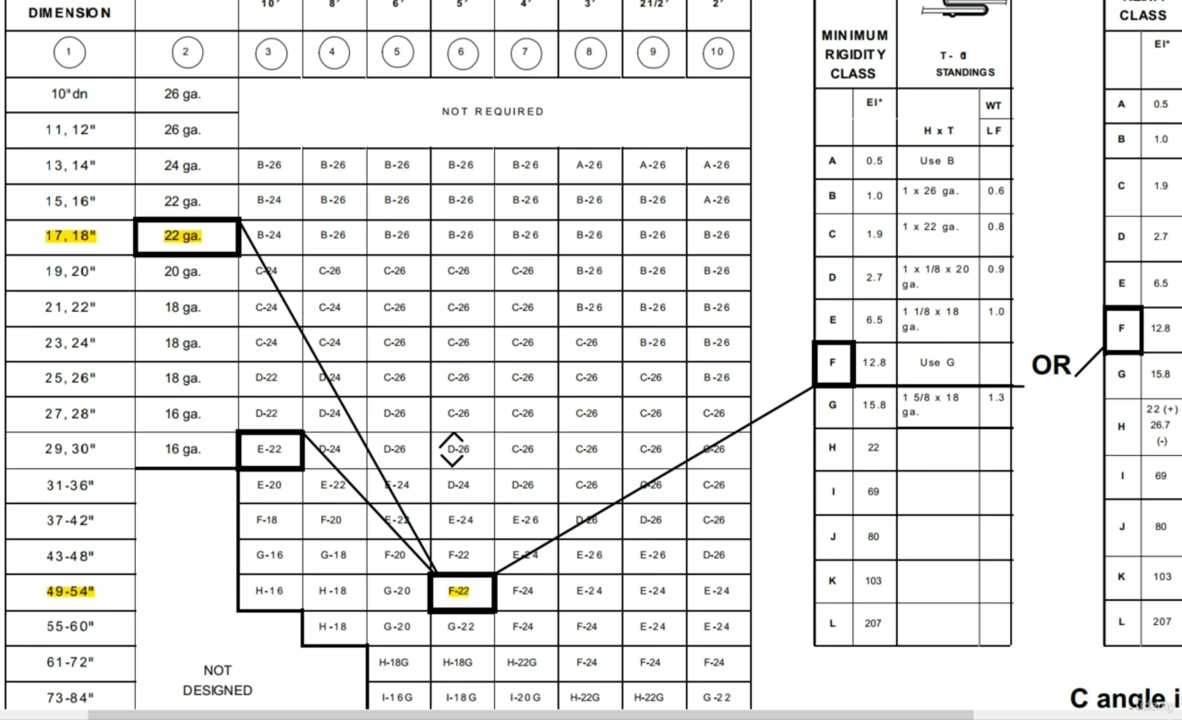 DIMENSION 10' 8' 6' 5' 4' 3' 2 1/2' 2'
1 2 3 4 5 6 7 8 9 10
10" dn 26 ga. NOT REQUIRED
11, 12" 26 ga.
13, 14" 24 ga. B-26 B-26 B-26 B-26 B-26 A-26 A-26 A-26
15, 16" 22 ga. B-24 B-26 B-26 B-26 B-26 B-26 B-26 A-26
17, 18" 22 ga. B-24 B-26 B-26 B-26 B-26 B-26 B-26 B-26
19, 20" 20 ga. C-24 C-26 C-26 C-26 C-26 B-26 B-26 B-26
21, 22" 18 ga. C-24 C-24 C-26 C-26 C-26 B-26 B-26 B-26
23, 24" 18 ga. C-24 C-24 C-26 C-26 C-26 C-26 B-26 B-26
25, 26" 18 ga. D-22 D-24 C-26 C-26 C-26 C-26 C-26 B-26
27, 28" 16 ga. D-22 D-24 D-26 C-26 C-26 C-26 C-26 C-26
29, 30" 16 ga. E-22 D-24 D-26 D-26 C-26 C-26 C-26 C-26
31-36" E-20 E-22 E-24 D-24 D-26 C-26 C-26 C-26
37-42" F-18 F-20 E-22 E-24 E-26 D-26 D-26 C-26
43-48" G-16 G-18 F-20 F-22 E-24 E-26 E-26 D-26
49-54" H-16 H-18 G-20 F-22 F-24 E-24 E-24 E-24
55-60" H-18 G-20 G-22 F-24 F-24 E-24 E-24
61-72" H-18G H-18G H-22G F-24 F-24 F-24
73-84" I-16G I-18G I-20G H-22G H-22G G-22
NOT
DESIGNED
MINIMUM
RIGIDITY
CLASS
STANDINGS
EI* WT
H x T LF
A 0.5 Use B
B 1.0 1 x 26 ga. 0.6
C 1.9 1 x 22 ga. 0.8
D 2.7 1 x 1/8 x 20 ga. 0.9
E 6.5 1 1/8 x 18 ga. 1.0
F 12.8 Use G
G 15.8 1 5/8 x 18 ga. 1.3
H 22
I 69
J 80
K 103
L 207
OR
CLASS
EI*
A 0.5
B 1.0
C 1.9
D 2.7
E 6.5
F 12.8
G 15.8
H 22 (+) 26.7 (-)
I 69
J 80
K 103
L 207
C angle i